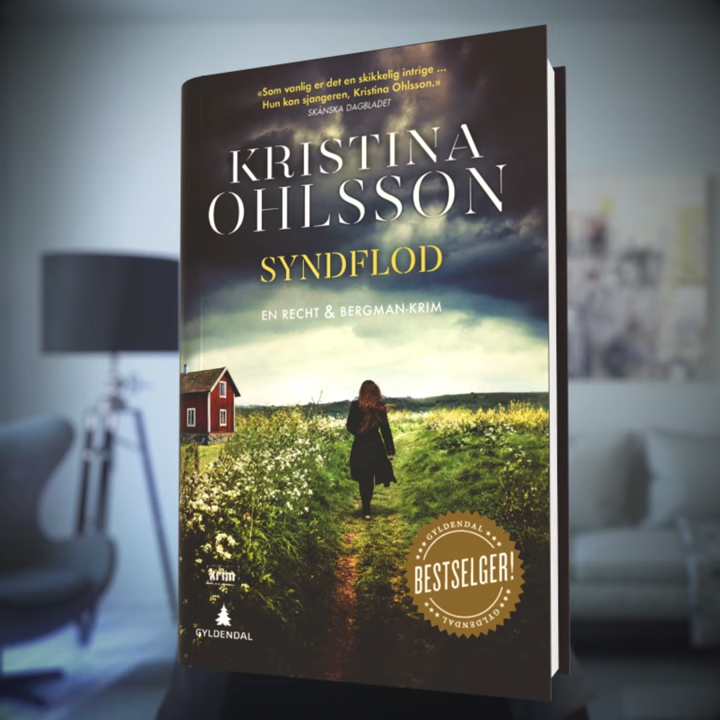 «Som vanlig er det en skikkelig intrige ...
Hun kan sjangeren, Kristina Ohlsson.»
SKÅNSKA DAGBLADET
KRISTINA
OHLSSON
SYNDFLOD
EN RECHT & BERGMAN-KRIM
krim
GYLDENDAL
GYLDENDAL
BESTSELGER!
GYLDENDAL